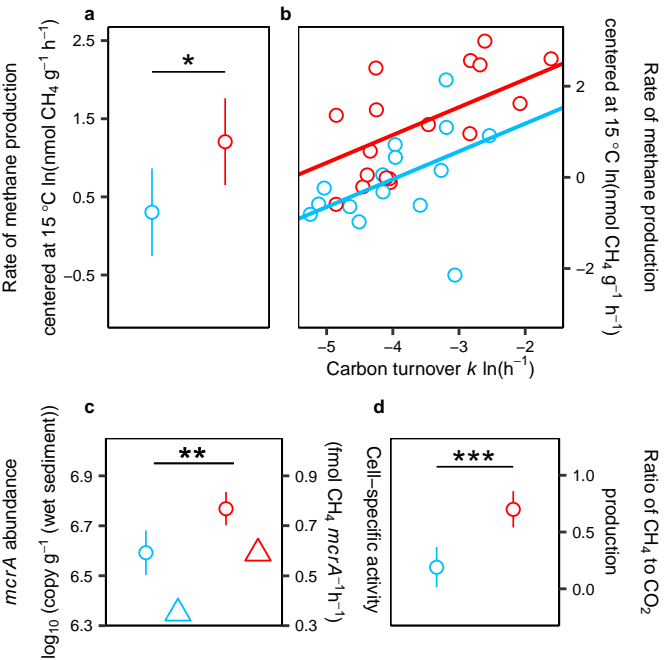 a
b
Rate of methane production
centered at 15 °C ln(nmol CH₄ g⁻¹ h⁻¹)
2.5
1.5
0.5
−0.5
*
−5 −4 −3 −2
Carbon turnover k ln(h⁻¹)
2
0
−2
centered at 15 °C ln(nmol CH₄ g⁻¹ h⁻¹)
Rate of methane production
c
d
mcrA abundance
log₁₀ (copy g⁻¹ (wet sediment))
6.9
6.7
6.5
6.3
**
0.9
0.7
0.5
0.3
(fmol CH₄ mcrA⁻¹h⁻¹)
Cell−specific activity
***
1.0
0.5
0.0
production
Ratio of CH₄ to CO₂